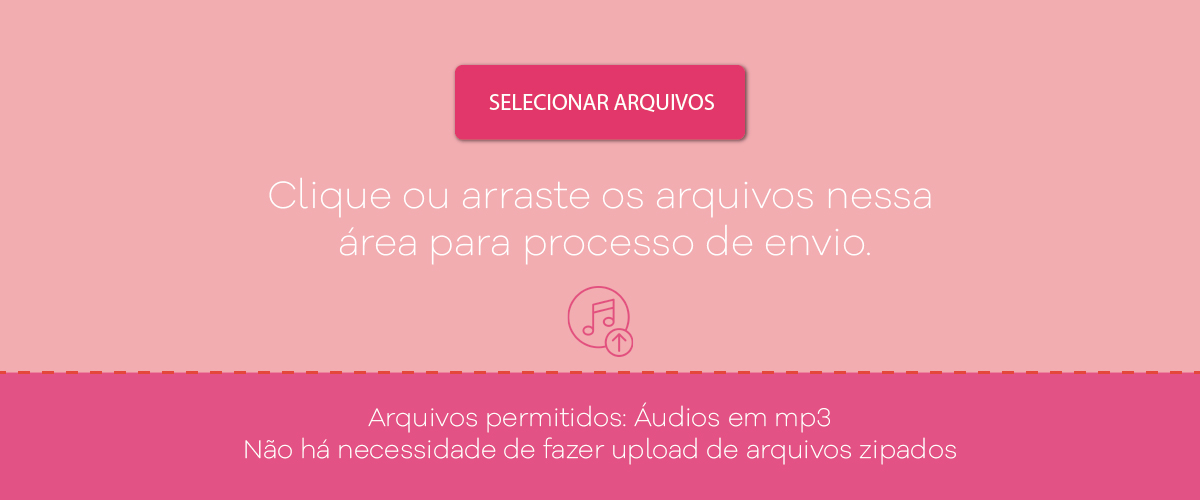 SELECIONAR ARQUIVOS
Clique ou arraste os arquivos nessa
área para processo de envio.
Arquivos permitidos: Áudios em mp3
Não há necessidade de fazer upload de arquivos zipados